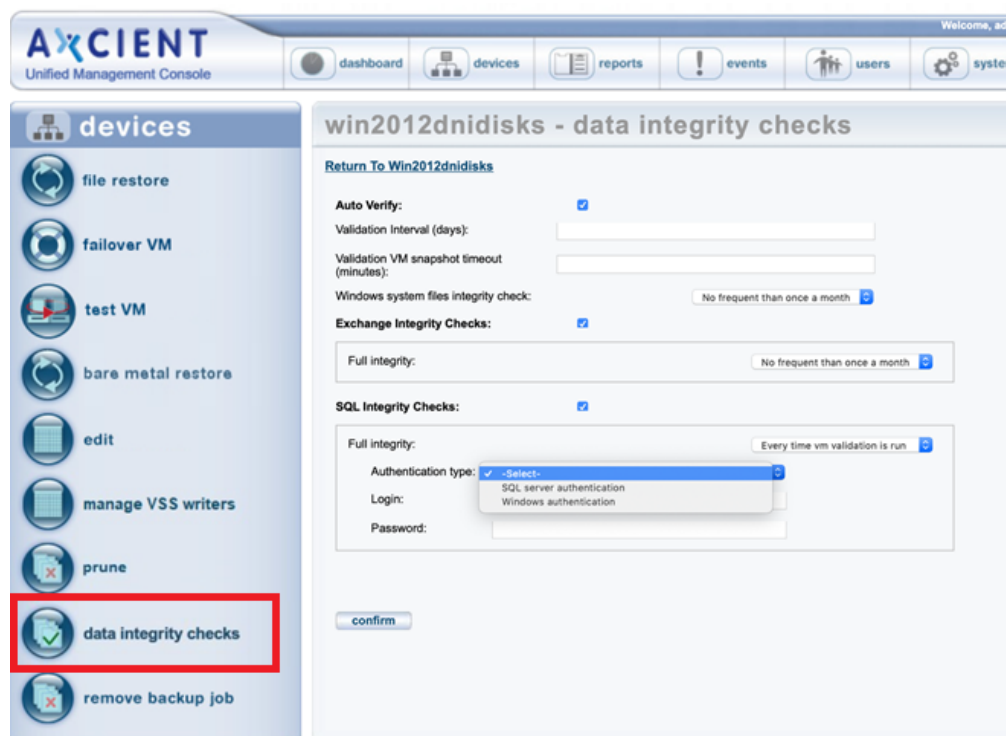 Welcome, ad
AXCIENT
Unified Management Console
dashboard
devices
reports
events
users
syste
devices
file restore
failover VM
test VM
bare metal restore
edit
manage VSS writers
prune
data integrity checks
remove backup job
win2012dnidisks - data integrity checks
Return To Win2012dnidisks
Auto Verify:
Validation Interval (days):
Validation VM snapshot timeout
(minutes):
Windows system files integrity check: No frequent than once a month
Exchange Integrity Checks:
Full integrity: No frequent than once a month
SQL Integrity Checks:
Full integrity: Every time vm validation is run
Authentication type: -Select-
SQL server authentication
Windows authentication
Login:
Password:
confirm